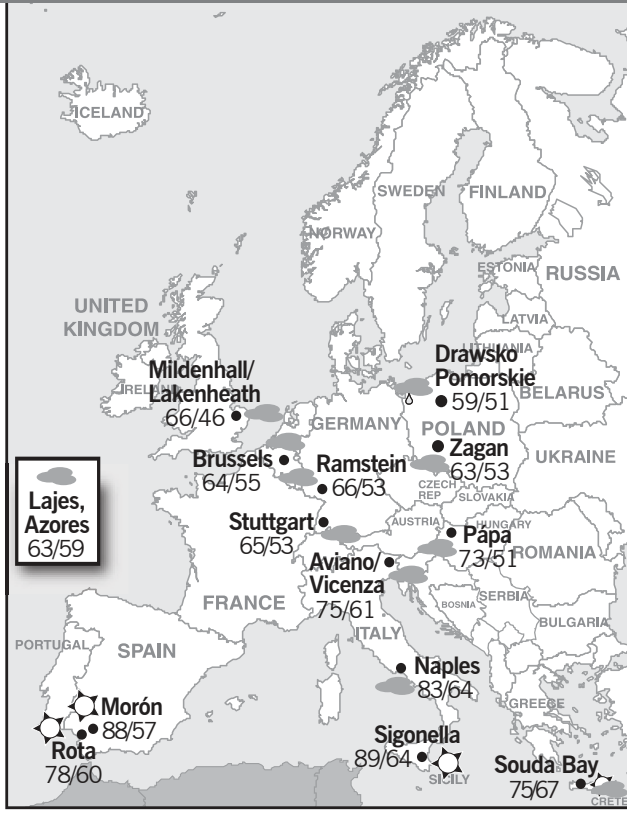 ICELAND
SWEDEN
FINLAND
NORWAY
ESTONIA
RUSSIA
LATVIA
LITHUANIA
UNITED
KINGDOM
IRELAND
Mildenhall/
Lakenheath
66/46
Drawsko
Pomorskie
59/51
BELARUS
GERMANY
POLAND
Zagan
63/53
UKRAINE
Brussels
64/55
Ramstein
66/53
CZECH
REP
SLOVAKIA
Lajes,
Azores
63/59
Stuttgart
65/53
AUSTRIA
HUNGARY
Pápa
73/51
ROMANIA
Aviano/
Vicenza
75/61
FRANCE
BOSNIA
SERBIA
BULGARIA
ITALY
PORTUGAL
SPAIN
Naples
83/64
GREECE
Morón
88/57
Rota
78/60
Sigonella
89/64
SICILY
Souda Bay
75/67
CRETE